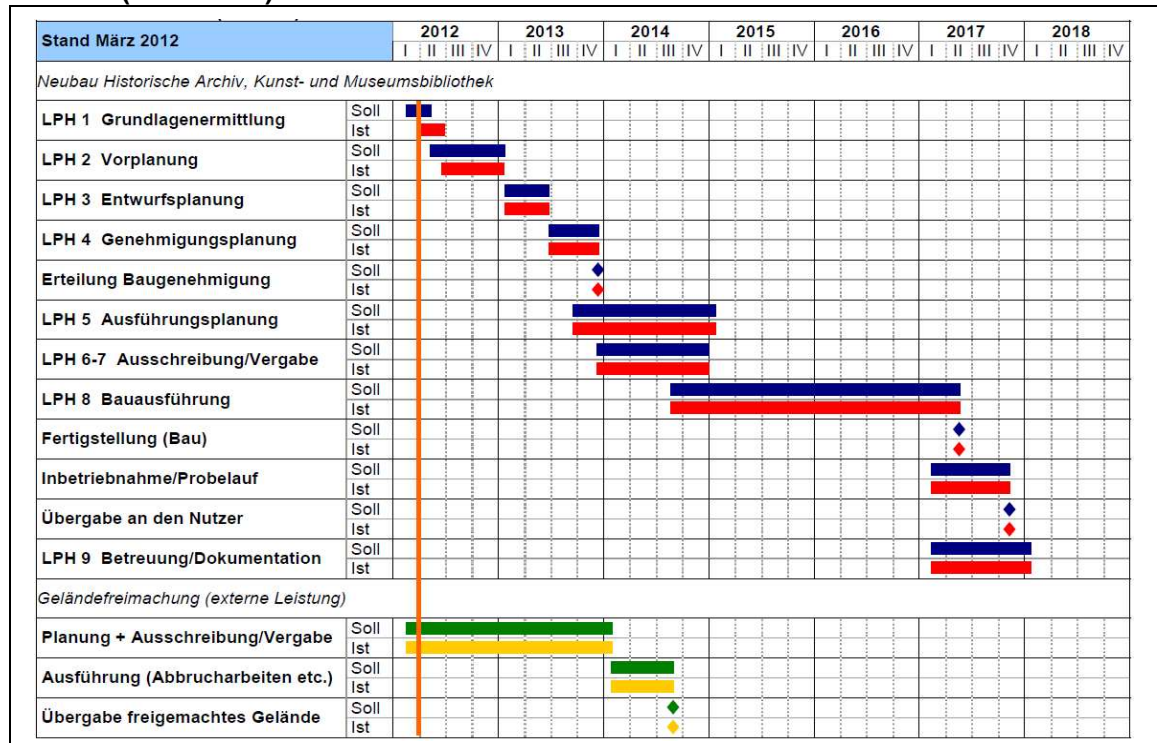 Stand März 2012 2012 2013 2014 2015 2016 2017 2018
I II III IV I II III IV I II III IV I II III IV I II III IV I II III IV I II III IV
Neubau Historische Archiv, Kunst- und Museumsbibliothek
LPH 1 Grundlagenermittlung Soll
Ist
LPH 2 Vorplanung Soll
Ist
LPH 3 Entwurfsplanung Soll
Ist
LPH 4 Genehmigungsplanung Soll
Ist
Erteilung Baugenehmigung Soll
Ist
LPH 5 Ausführungsplanung Soll
Ist
LPH 6-7 Ausschreibung/Vergabe Soll
Ist
LPH 8 Bauausführung Soll
Ist
Fertigstellung (Bau) Soll
Ist
Inbetriebnahme/Probelauf Soll
Ist
Übergabe an den Nutzer Soll
Ist
LPH 9 Betreuung/Dokumentation Soll
Ist
Geländefreimachung (externe Leistung)
Planung + Ausschreibung/Vergabe Soll
Ist
Ausführung (Abbrucharbeiten etc.) Soll
Ist
Übergabe freigemachtes Gelände Soll
Ist